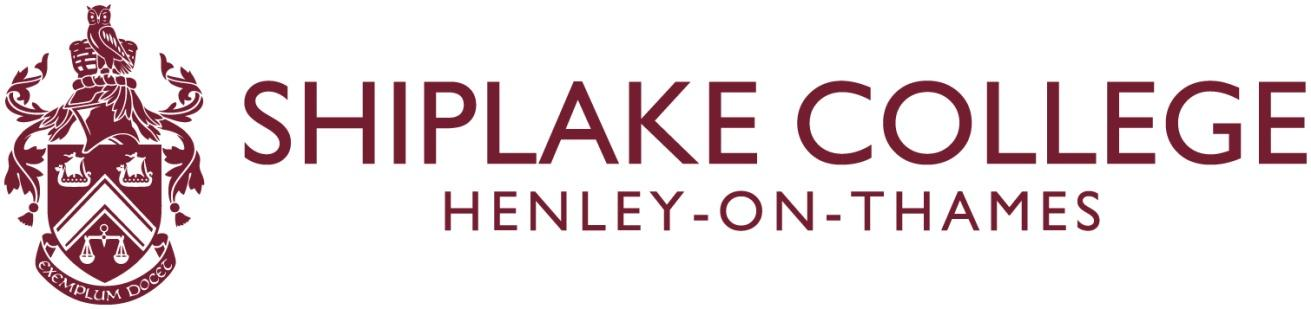 SHIPLAKE COLLEGE
HENLEY-ON-THAMES
EXEMPLUM DOCET